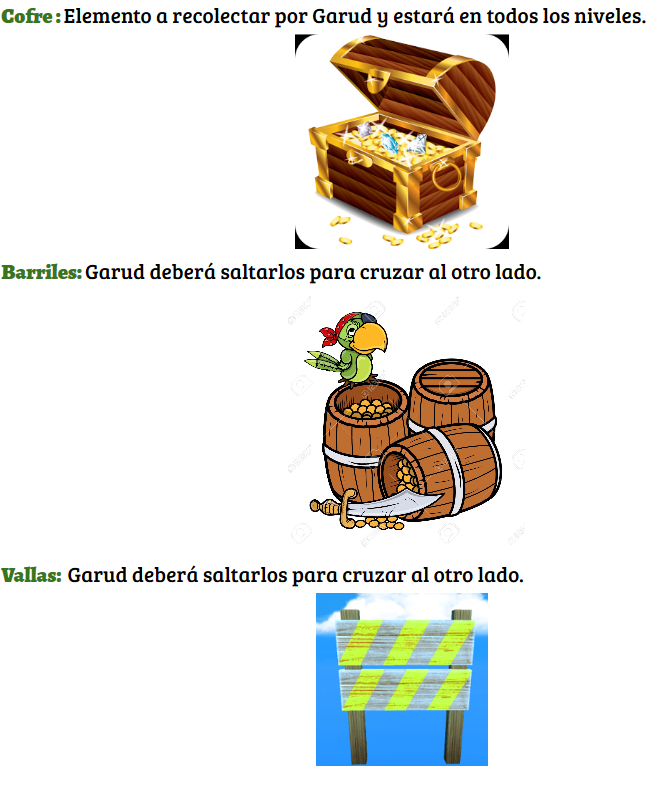 Cofre : Elemento a recolectar por Garud y estará en todos los niveles.
Barriles: Garud deberá saltarlos para cruzar al otro lado.
Vallas: Garud deberá saltarlos para cruzar al otro lado.